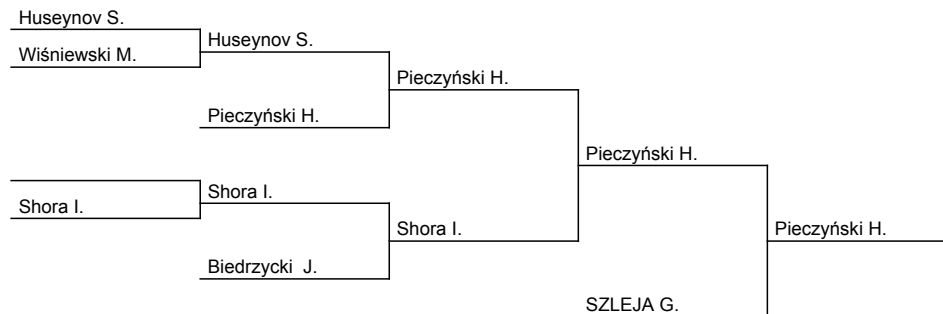 Huseynov S.
Wiśniewski M.
Huseynov S.
Pieczyński H.
Pieczyński H.
Pieczyński H.
Shora I.
Shora I.
Shora I.
Pieczyński H.
Biedrzycki J.
SZLEJA G.